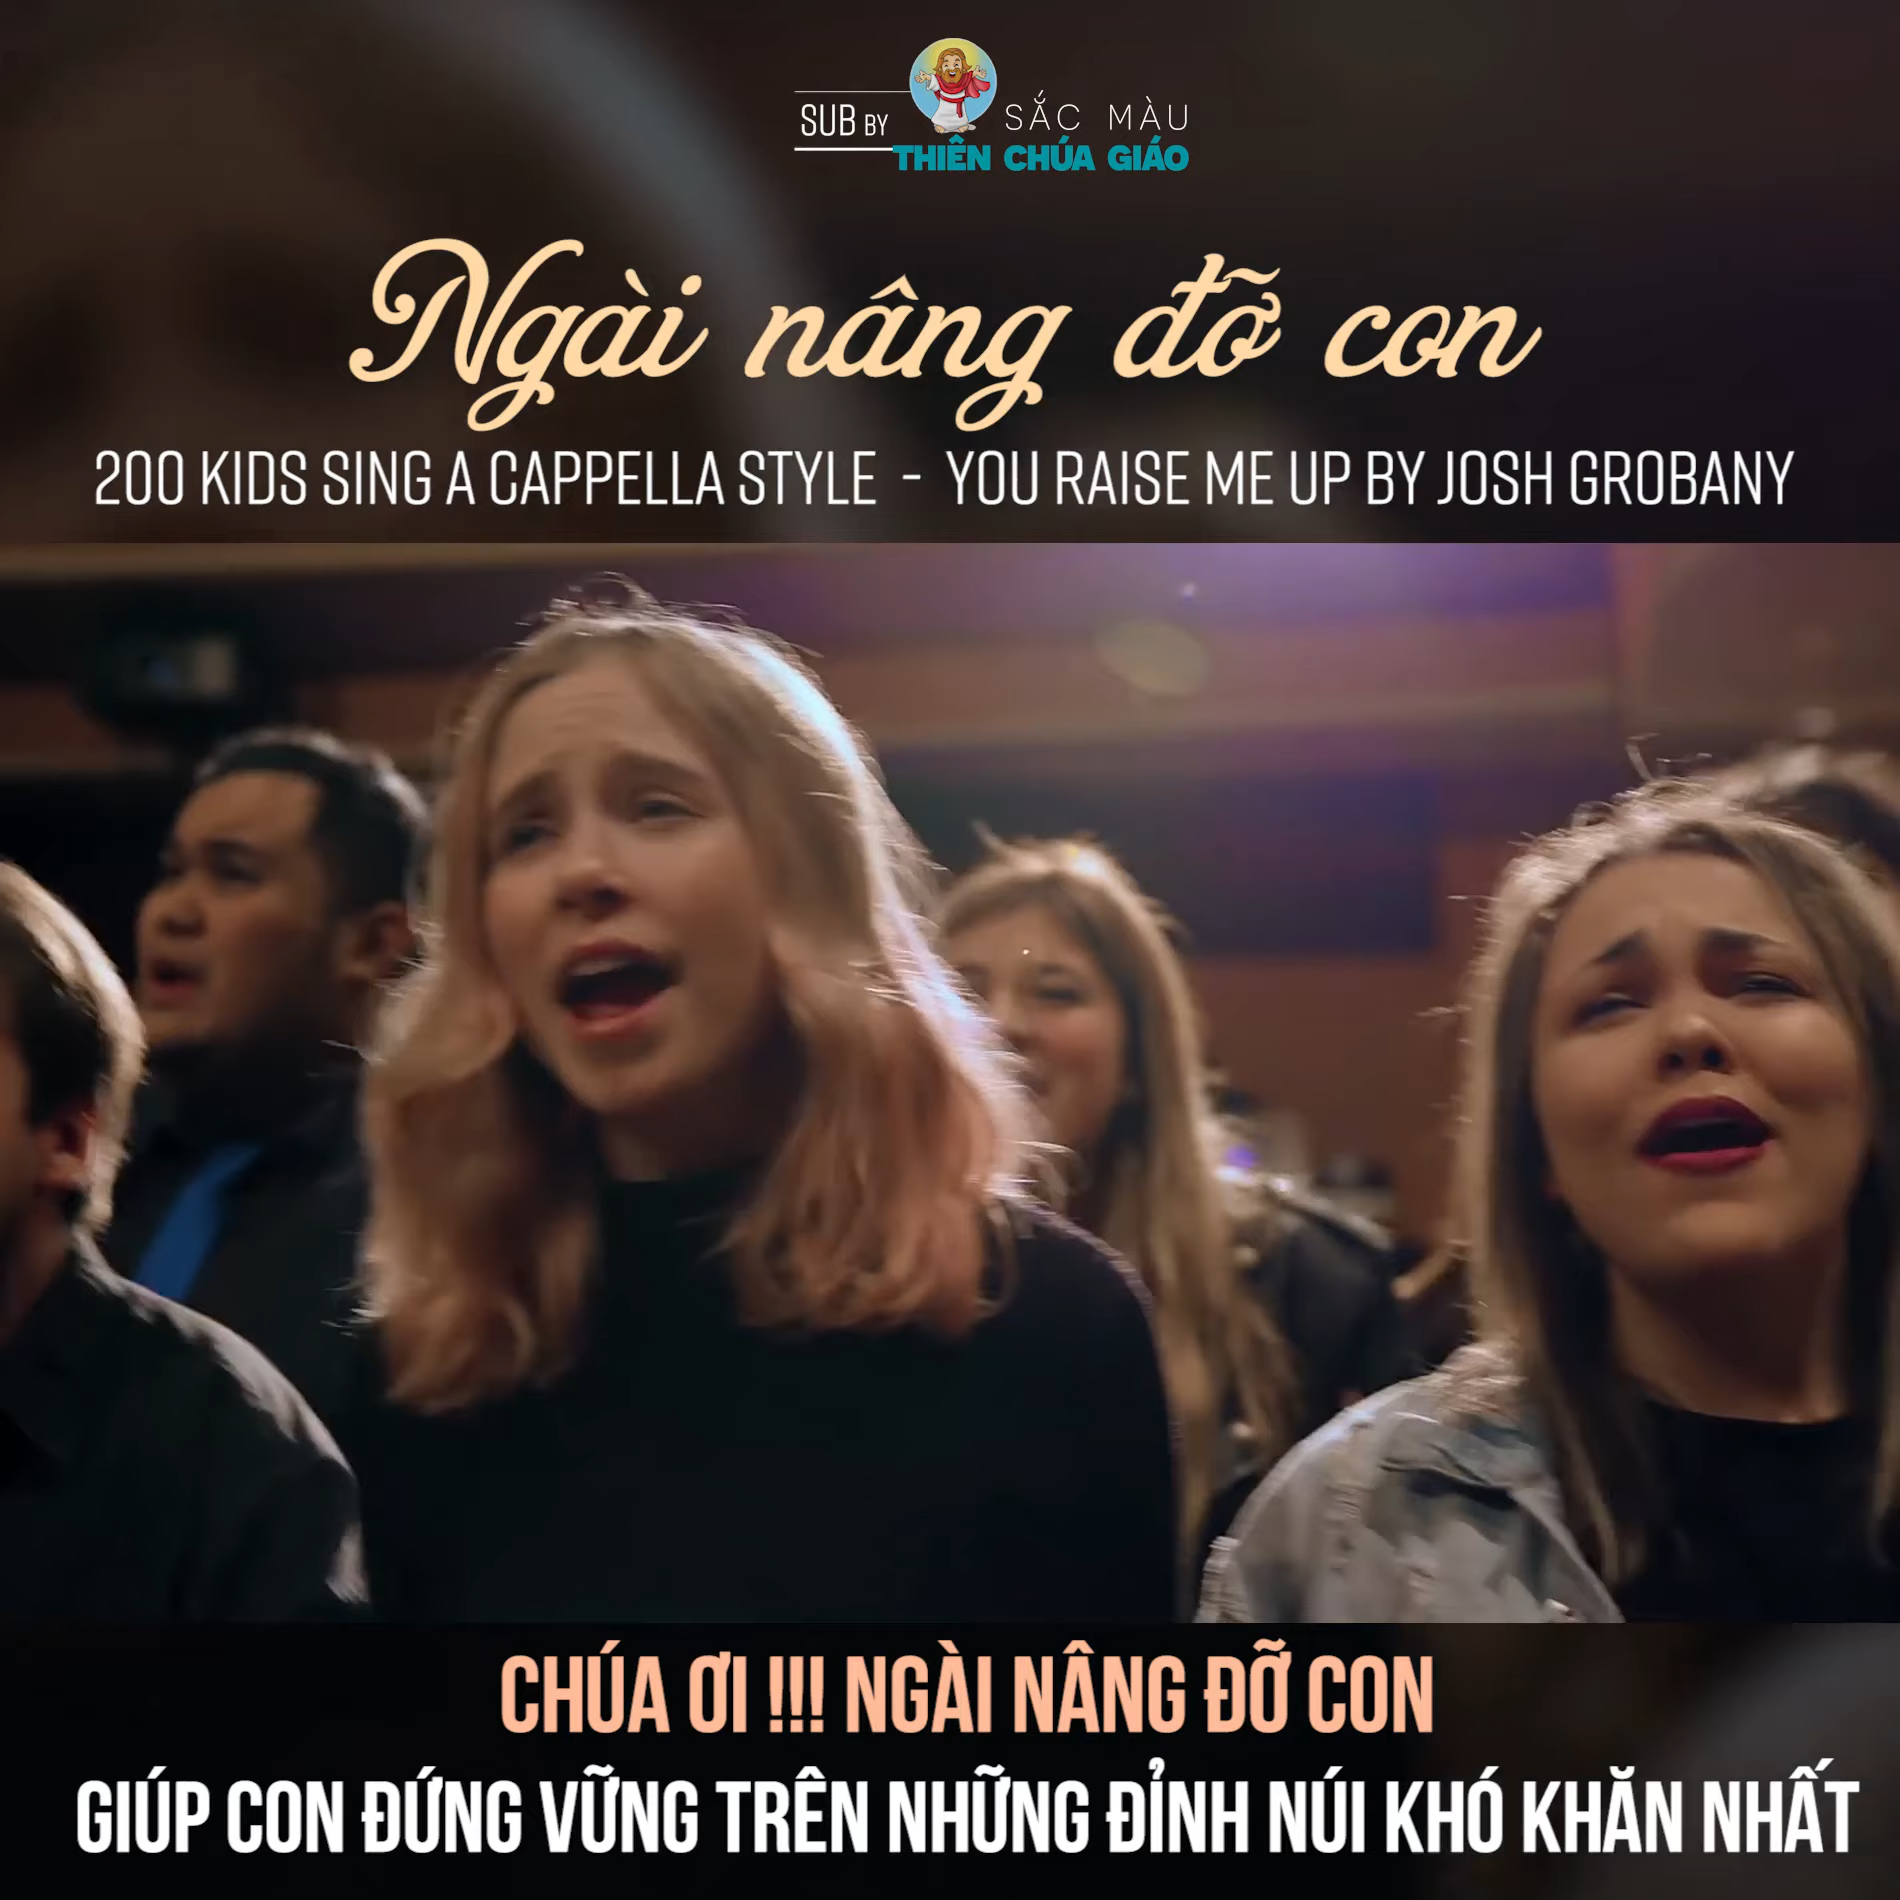 SUB BY SẮC MÀU
THIÊN CHÚA GIÁO
Ngài nâng đỡ con
200 KIDS SING A CAPPELLA STYLE - YOU RAISE ME UP BY JOSH GROBANY
CHÚA ƠI !!! NGÀI NÂNG ĐỠ CON
GIÚP CON ĐỨNG VỮNG TRÊN NHỮNG ĐỈNH NÚI KHÓ KHĂN NHẤT